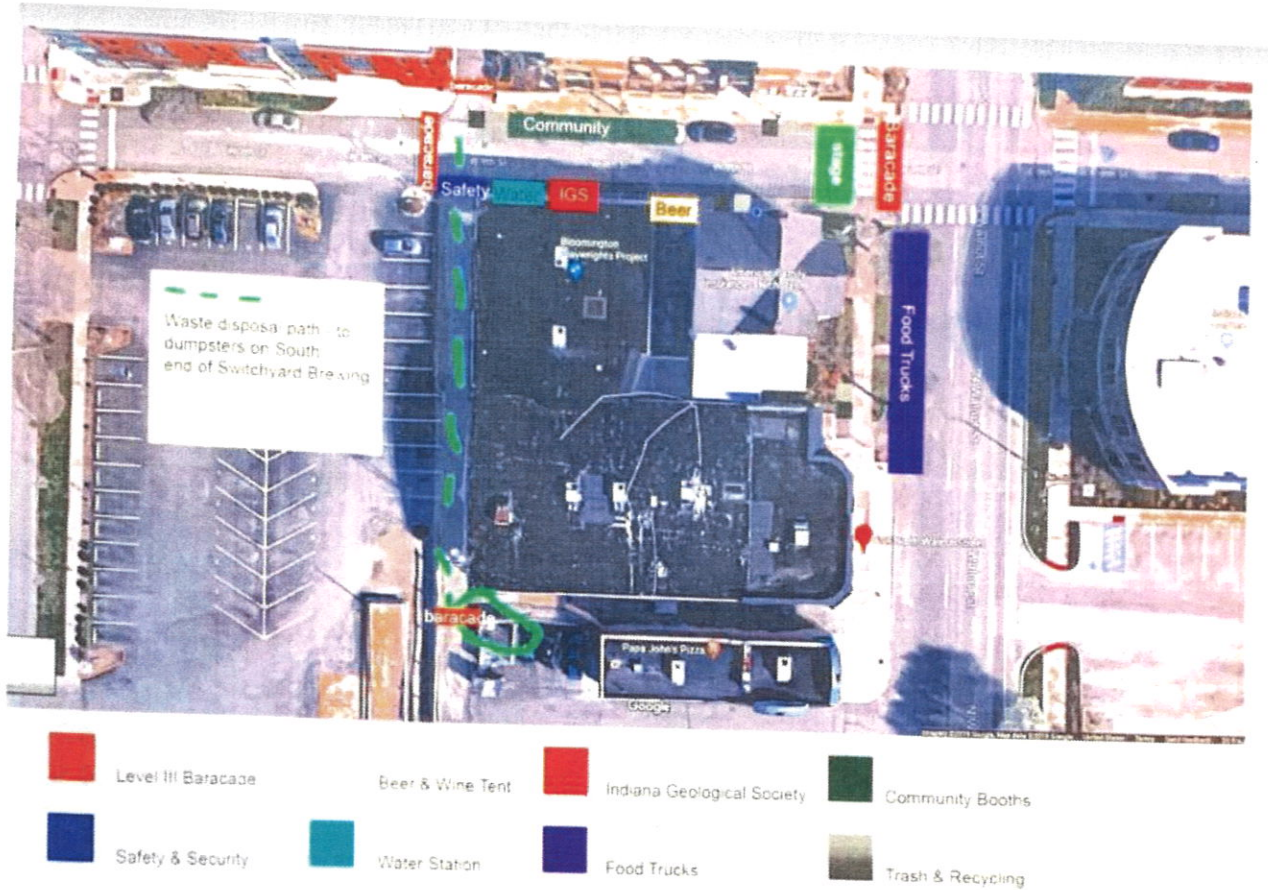 baracade
baracade
Community
stage
Baracade
Safety
Water
IGS
Beer
Bloomington
Playwrights Project
Food Trucks
Waste disposal path - to
dumpsters on South
end of Switchyard Brewing
baracade
Papa John's Pizza
Google
Level III Baracade
Beer & Wine Tent
Indiana Geological Society
Community Booths
Safety & Security
Water Station
Food Trucks
Trash & Recycling